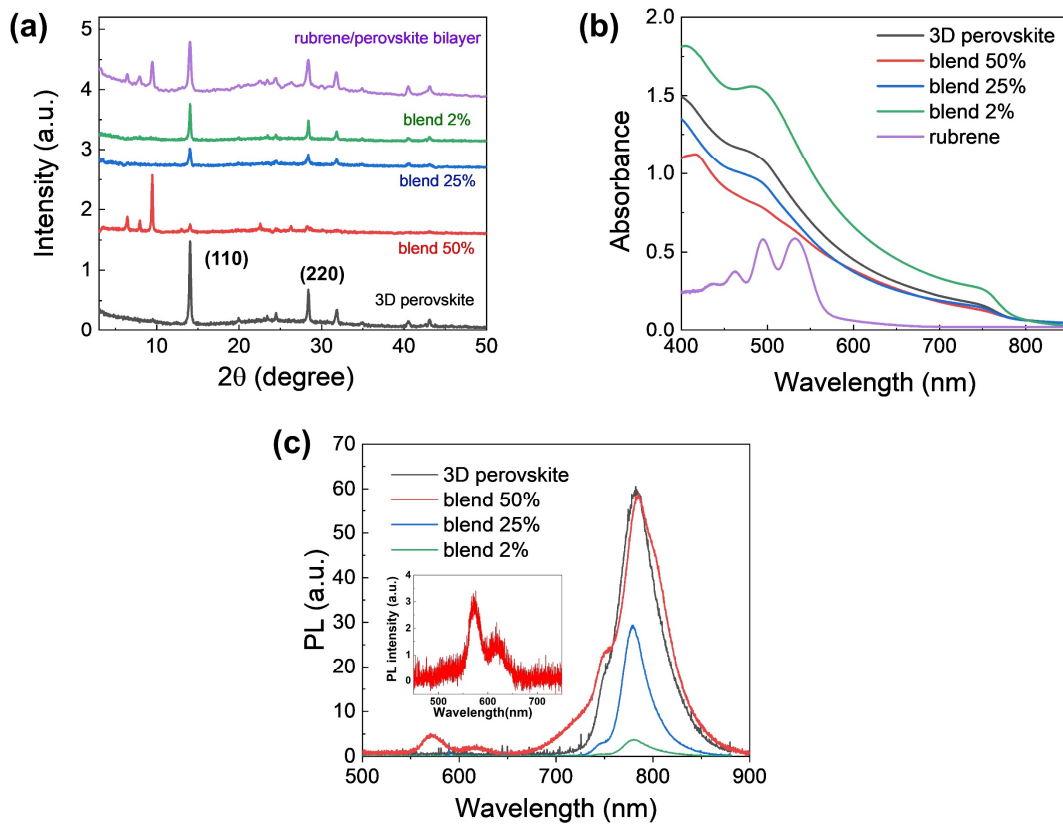 (a)
5
4
3
2
1
0
Intensity (a.u.)
rubrene/perovskite bilayer
blend 2%
blend 25%
blend 50%
(110)
(220)
3D perovskite
10
20
30
40
50
2θ (degree)
(b)
2.0
1.5
1.0
0.5
0.0
Absorbance
3D perovskite
blend 50%
blend 25%
blend 2%
rubrene
400
500
600
700
800
Wavelength (nm)
(c)
70
60
50
40
30
20
10
0
PL (a.u.)
3D perovskite
blend 50%
blend 25%
blend 2%
4
3
2
1
0
PL intensity (a.u.)
500
600
700
Wavelength(nm)
500
600
700
800
900
Wavelength (nm)